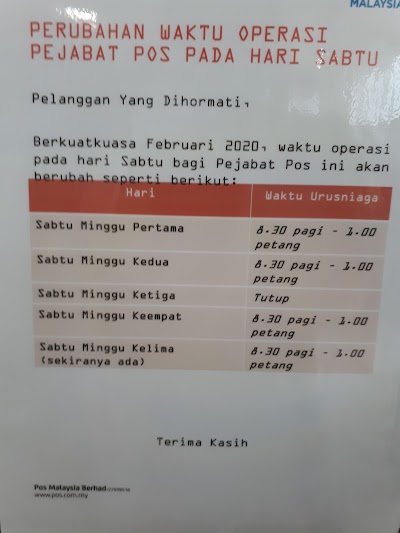 MALAYSIA
PERUBAHAN WAKTU OPERASI
PEJABAT POS PADA HARI SABTU
Pelanggan Yang Dihormati,
Berkuatkuasa Februari 2020, waktu operasi
pada hari Sabtu bagi Pejabat Pos ini akan
berubah seperti berikut:
Hari Waktu Urusniaga
Sabtu Minggu Pertama 8.30 pagi - 1.00
petang
Sabtu Minggu Kedua 8.30 pagi - 1.00
petang
Sabtu Minggu Ketiga Tutup
Sabtu Minggu Keempat 8.30 pagi - 1.00
petang
Sabtu Minggu Kelima 8.30 pagi - 1.00
(sekiranya ada) petang
Terima Kasih
Pos Malaysia Berhad
www.pos.com.my